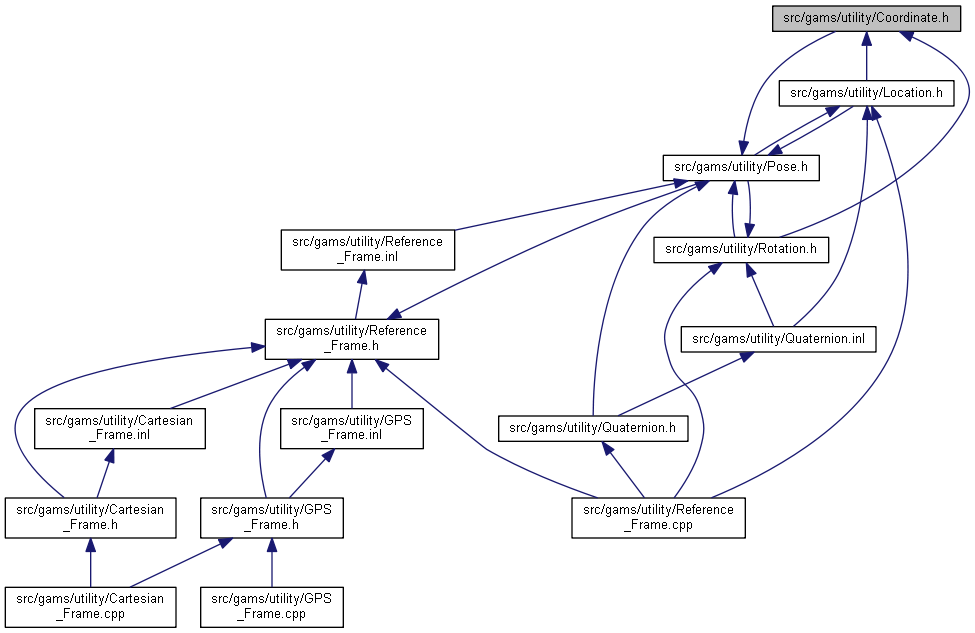 src/gams/utility/Coordinate.h
src/gams/utility/Location.h
src/gams/utility/Pose.h
src/gams/utility/Reference
_Frame.inl
src/gams/utility/Rotation.h
src/gams/utility/Reference
_Frame.h
src/gams/utility/Quaternion.inl
src/gams/utility/Cartesian
_Frame.inl
src/gams/utility/GPS
_Frame.inl
src/gams/utility/Quaternion.h
src/gams/utility/Cartesian
_Frame.h
src/gams/utility/GPS
_Frame.h
src/gams/utility/Reference
_Frame.cpp
src/gams/utility/Cartesian
_Frame.cpp
src/gams/utility/GPS
_Frame.cpp